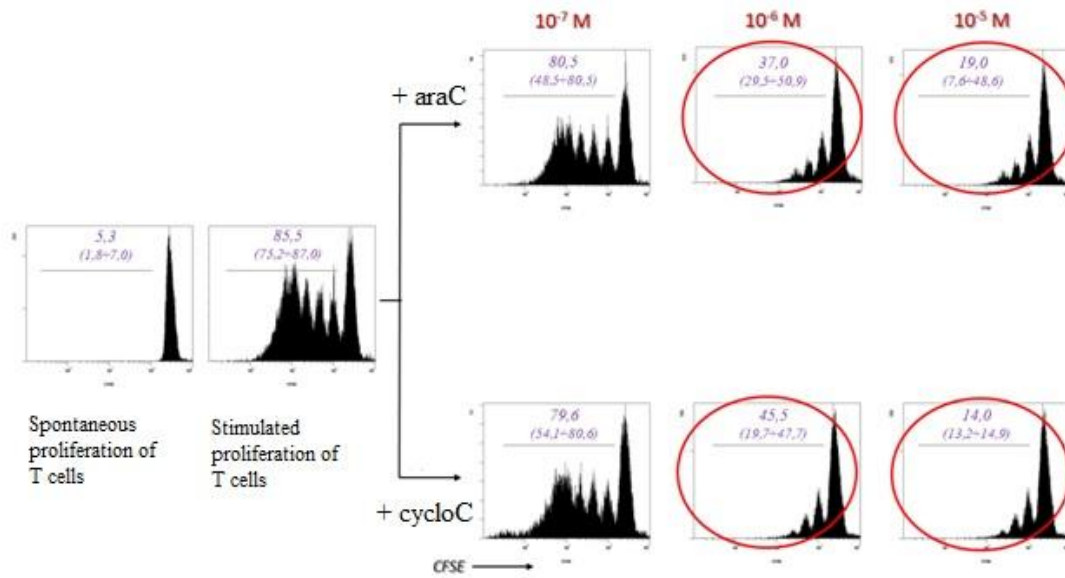 10⁻⁷ M
10⁻⁶ M
10⁻⁵ M
+ araC
80,5
(48,5÷80,5)
37,0
(29,5÷50,9)
19,0
(7,6÷48,6)
5,3
(1,8÷7,0)
85,5
(75,2÷87,0)
Spontaneous
proliferation of
T cells
Stimulated
proliferation of
T cells
+ cycloC
79,6
(54,1÷80,6)
45,5
(19,7÷47,7)
14,0
(13,2÷14,9)
CFSE